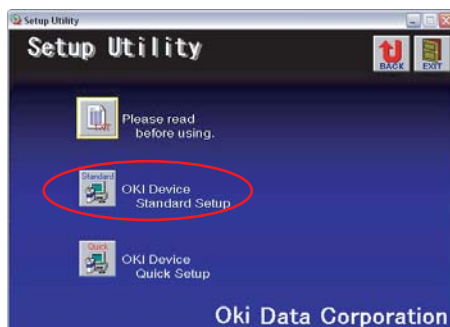 Setup Utility
Setup Utility
BACK
EXIT
Please read
before using.
Standard
OKI Device
Standard Setup
Quick
OKI Device
Quick Setup
Oki Data Corporation